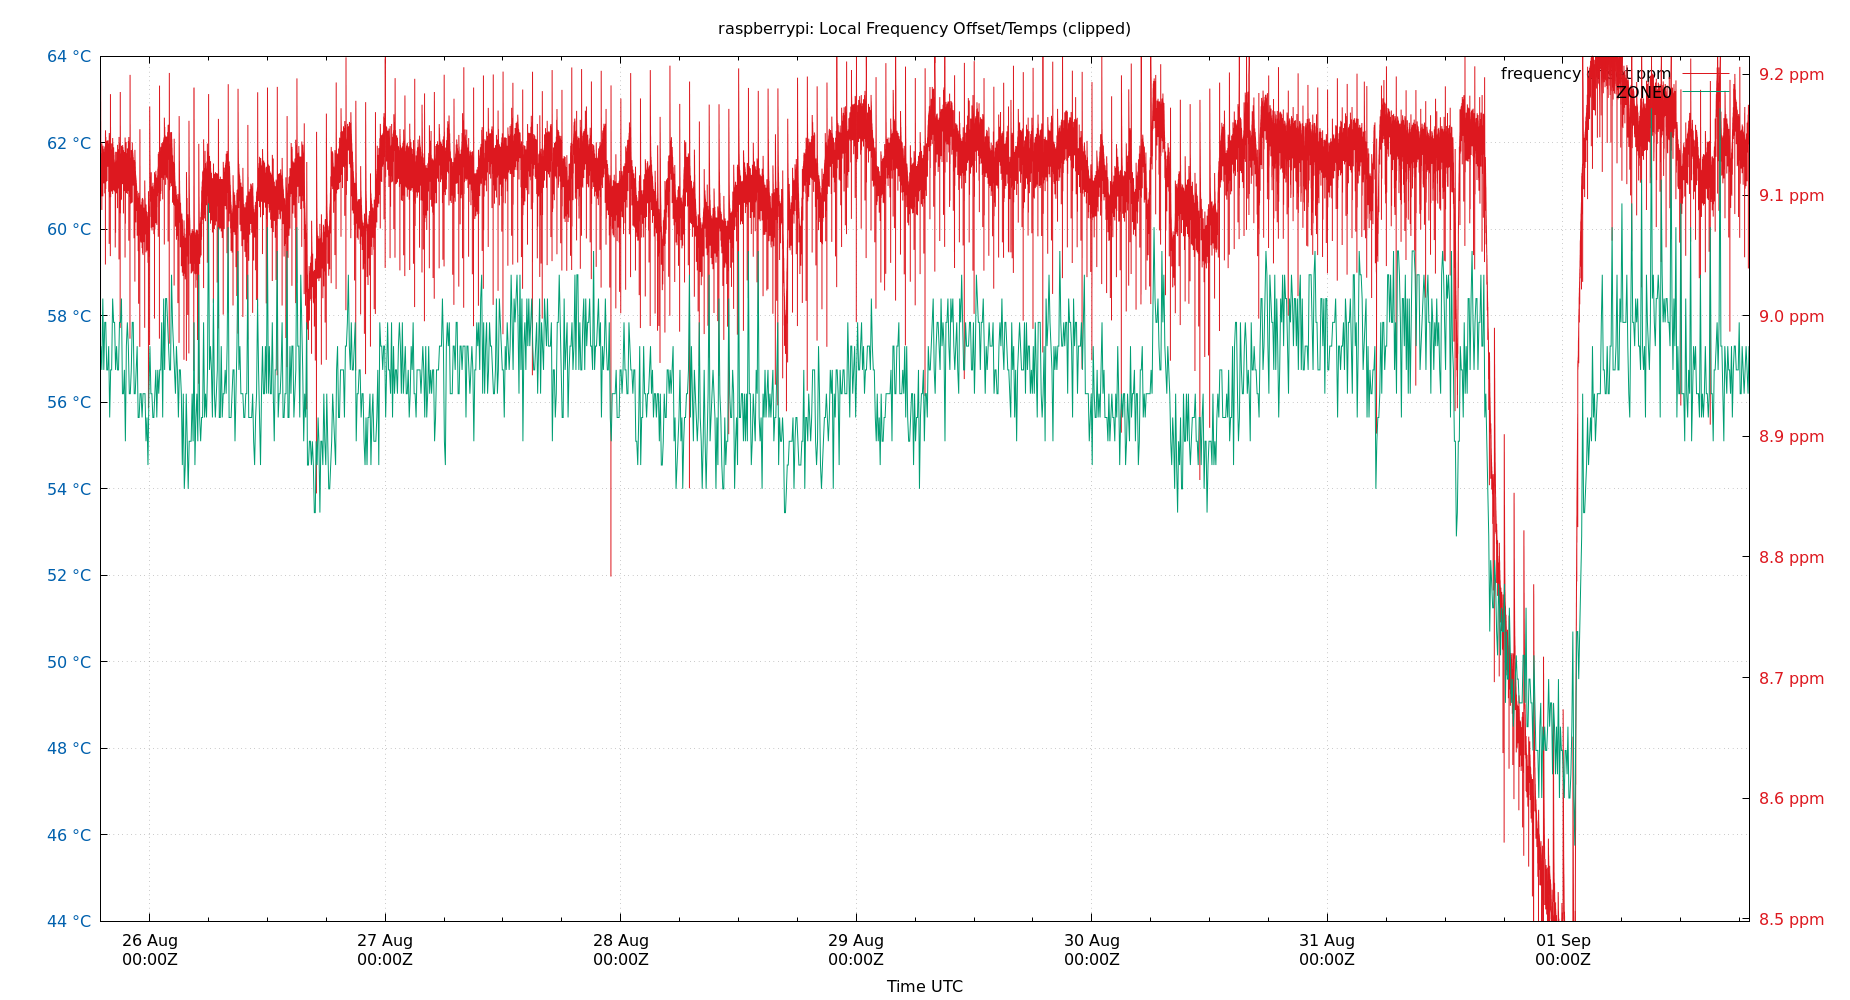 raspberrypi: Local Frequency Offset/Temps (clipped)
64 °C
62 °C
60 °C
58 °C
56 °C
54 °C
52 °C
50 °C
48 °C
46 °C
44 °C
frequency t ppm
ZONE0
9.2 ppm
9.1 ppm
9.0 ppm
8.9 ppm
8.8 ppm
8.7 ppm
8.6 ppm
8.5 ppm
26 Aug
00:00Z
27 Aug
00:00Z
28 Aug
00:00Z
29 Aug
00:00Z
30 Aug
00:00Z
31 Aug
00:00Z
01 Sep
00:00Z
Time UTC